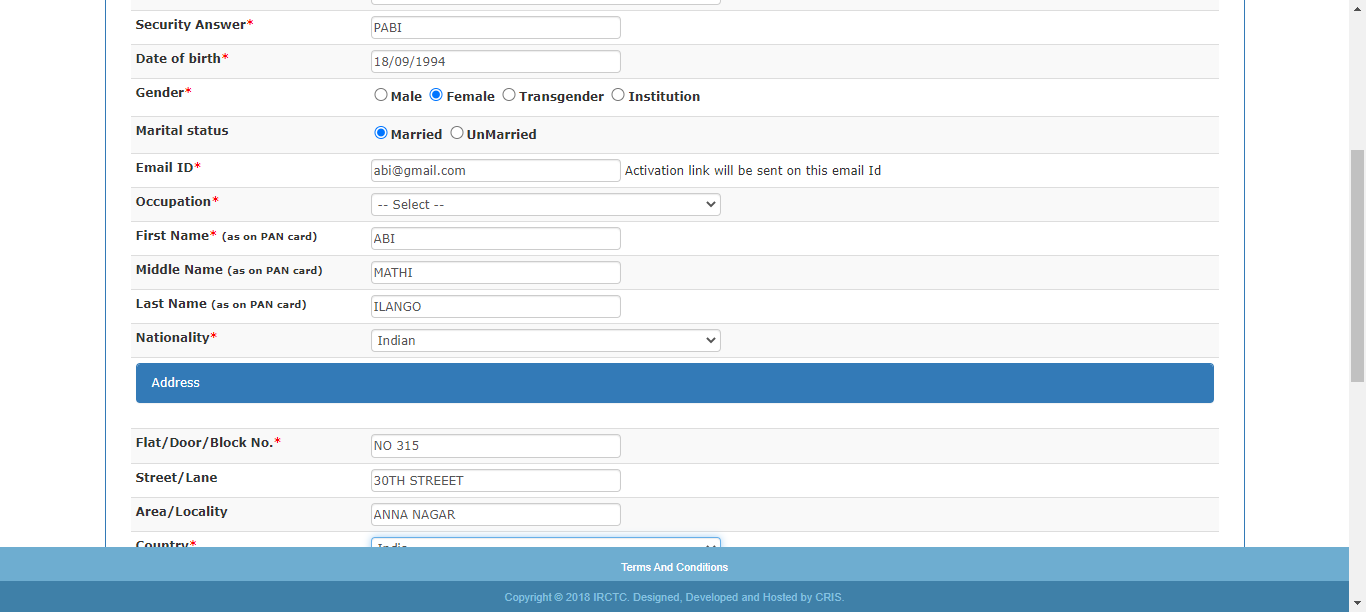 Security Answer* PABI
Date of birth* 18/09/1994
Gender* Male Female Transgender Institution
Marital status Married UnMarried
Email ID* abi@gmail.com Activation link will be sent on this email Id
Occupation* -- Select --
First Name* (as on PAN card) ABI
Middle Name (as on PAN card) MATHI
Last Name (as on PAN card) ILANGO
Nationality* Indian
Address
Flat/Door/Block No.* NO 315
Street/Lane 30TH STREEET
Area/Locality ANNA NAGAR
Country* India
Terms And Conditions
Copyright © 2018 IRCTC. Designed, Developed and Hosted by CRIS.